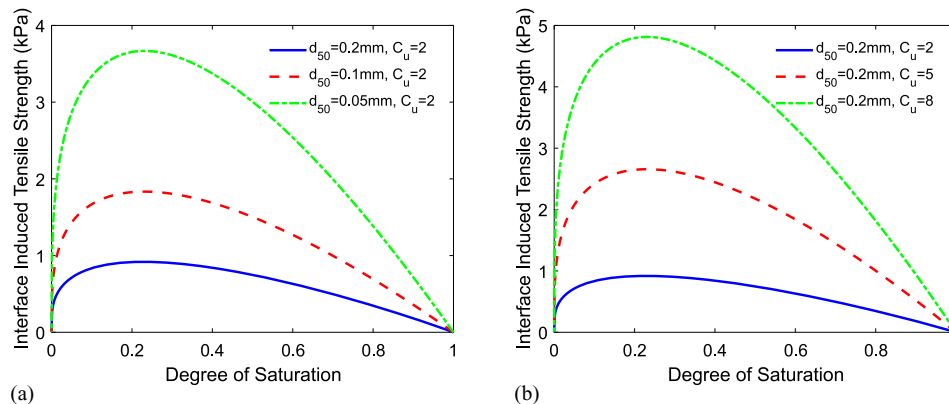 Interface Induced Tensile Strength (kPa)
4
3
2
1
0
d50=0.2mm, Cu=2
d50=0.1mm, Cu=2
d50=0.05mm, Cu=2
0 0.2 0.4 0.6 0.8 1
Degree of Saturation
(a)
Interface Induced Tensile Strength (kPa)
5
4
3
2
1
0
d50=0.2mm, Cu=2
d50=0.2mm, Cu=5
d50=0.2mm, Cu=8
0 0.2 0.4 0.6 0.8
Degree of Saturation
(b)